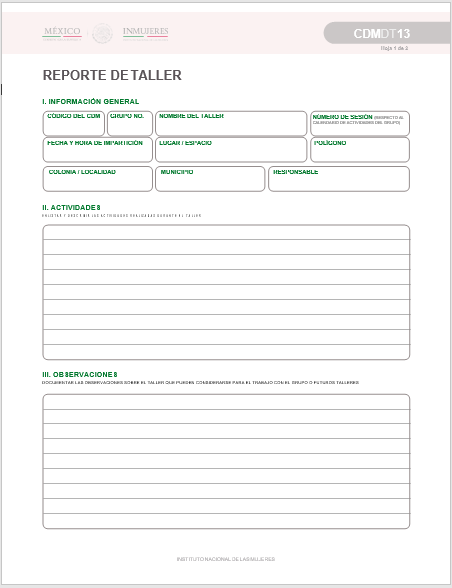 MÉXICO
INMUJERES
CDMDT13
Hoja 1 de 2
REPORTE DE TALLER
I. INFORMACIÓN GENERAL
CÓDIGO DEL CDM GRUPO NO. NOMBRE DEL TALLER NÚMERO DE SESIÓN (RESPECTO AL
CALENDARIO DE ACTIVIDADES DEL GRUPO)
FECHA Y HORA DE IMPARTICIÓN LUGAR / ESPACIO POLÍGONO
COLONIA / LOCALIDAD MUNICIPIO RESPONSABLE
II. ACTIVIDADES
ENLISTAR Y DESCRIBIR LAS ACTIVIDADES REALIZADAS DURANTE EL TALLER
III. OBSERVACIONES
DOCUMENTAR LAS OBSERVACIONES SOBRE EL TALLER QUE PUEDES CONSIDERARSE PARA EL TRABAJO CON EL GRUPO O FUTUROS TALLERES
INSTITUTO NACIONAL DE LAS MUJERES